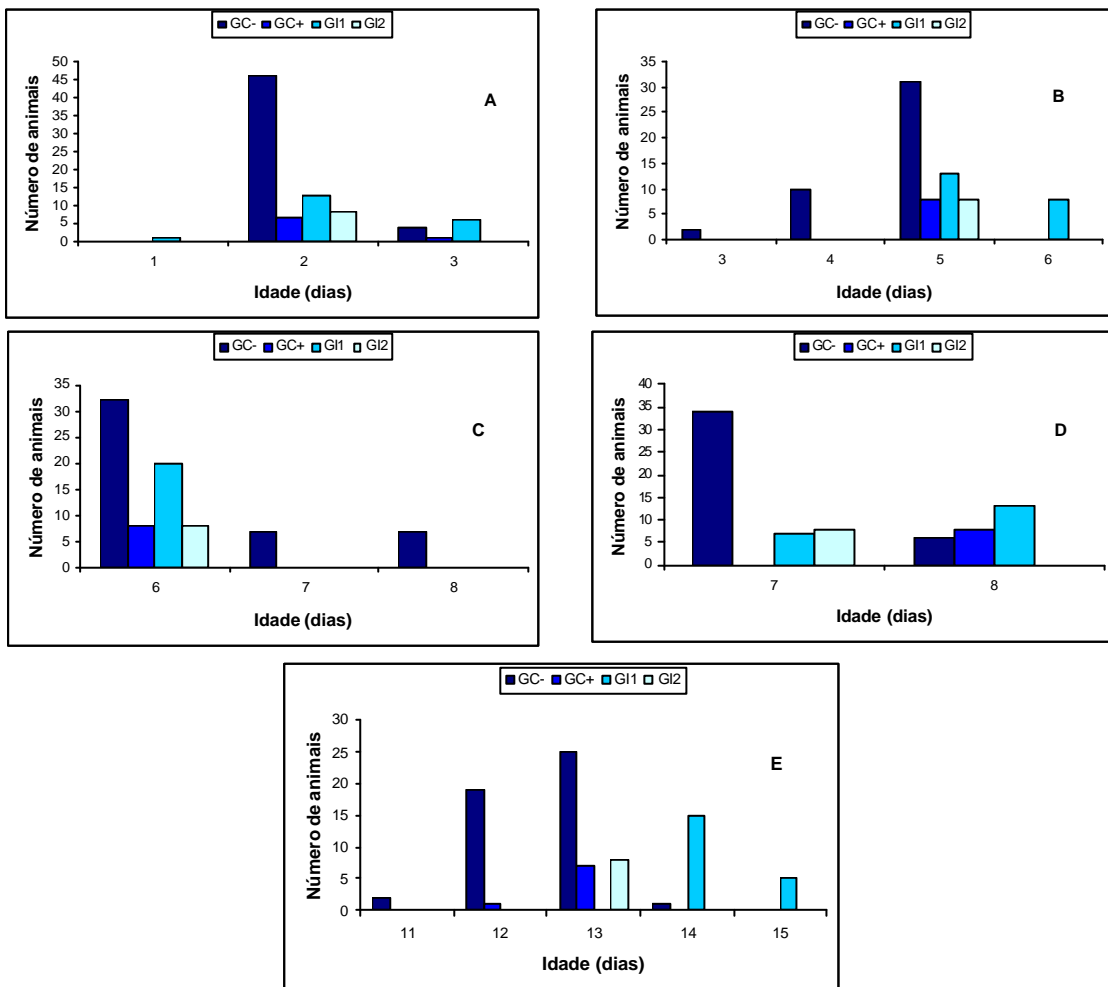 GC- GC+ GI1 GI2
A
Número de animais
50
45
40
35
30
25
20
15
10
5
0
1 2 3
Idade (dias)
GC- GC+ GI1 GI2
B
Número de animais
35
30
25
20
15
10
5
0
3 4 5 6
Idade (dias)
GC- GC+ GI1 GI2
C
Número de animais
35
30
25
20
15
10
5
0
6 7 8
Idade (dias)
GC- GC+ GI1 GI2
D
Número de animais
40
35
30
25
20
15
10
5
0
7 8
Idade (dias)
GC- GC+ GI1 GI2
E
Número de animais
30
25
20
15
10
5
0
11 12 13 14 15
Idade (dias)